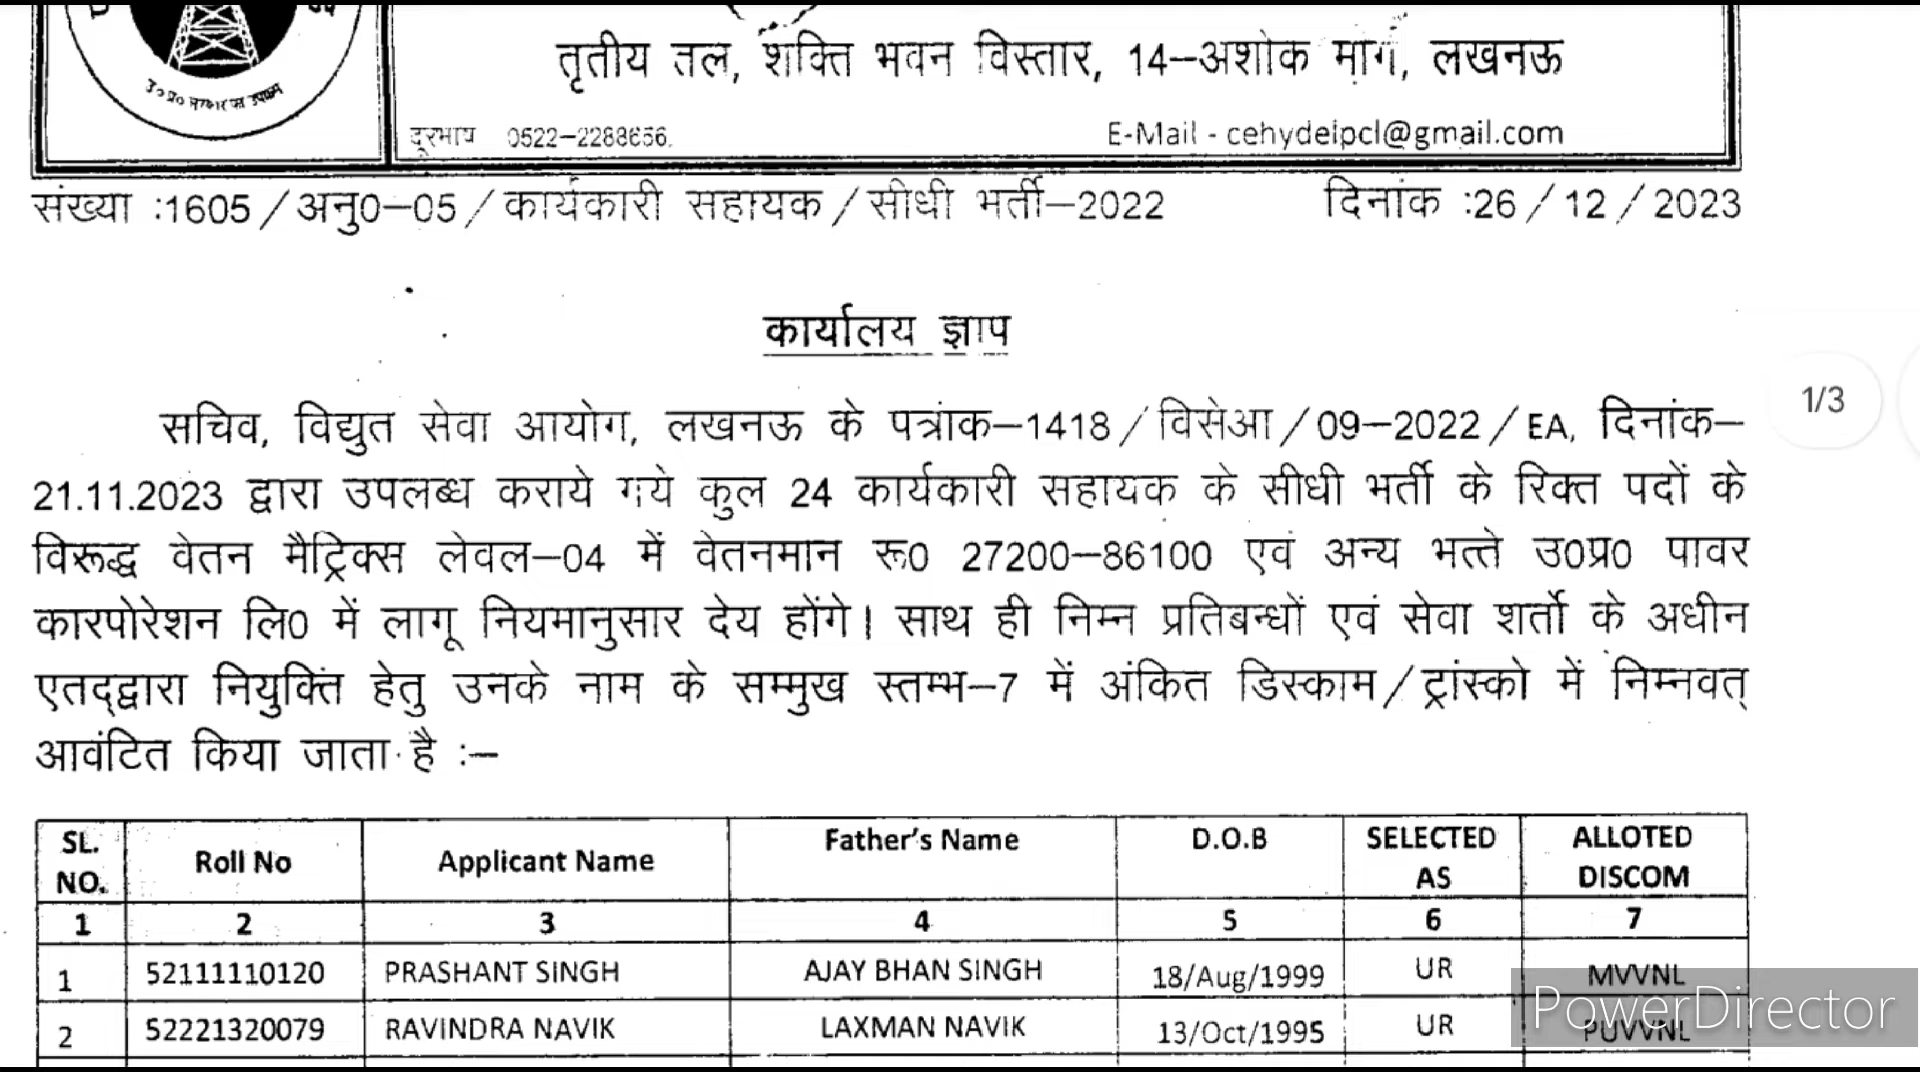 उ०प्र० सरकार का उपक्रम
तृतीय तल, शक्ति भवन विस्तार, 14–अशोक मार्ग, लखनऊ
दूरभाष 0522–2288656.
E-Mail - cehydelpcl@gmail.com
संख्या :1605/अनु0–05/कार्यकारी सहायक/सीधी भर्ती–2022 दिनांक :26/12/2023
कार्यालय ज्ञाप
सचिव, विद्युत सेवा आयोग, लखनऊ के पत्रांक–1418/विसेआ/09–2022/EA, दिनांक–
21.11.2023 द्वारा उपलब्ध कराये गये कुल 24 कार्यकारी सहायक के सीधी भर्ती के रिक्त पदों के
विरूद्ध वेतन मैट्रिक्स लेवल–04 में वेतनमान रू0 27200–86100 एवं अन्य भत्ते उ0प्र0 पावर
कारपोरेशन लि0 में लागू नियमानुसार देय होंगे। साथ ही निम्न प्रतिबन्धों एवं सेवा शर्तो के अधीन
एतद्द्वारा नियुक्ति हेतु उनके नाम के सम्मुख स्तम्भ–7 में अंकित डिस्काम/ट्रांस्को में निम्नवत्
आवंटित किया जाता है :–
1/3
SL. NO. Roll No Applicant Name Father's Name D.O.B SELECTED AS ALLOTED DISCOM
1 2 3 4 5 6 7
1 52111110120 PRASHANT SINGH AJAY BHAN SINGH 18/Aug/1999 UR MVVNL
2 52221320079 RAVINDRA NAVIK LAXMAN NAVIK 13/Oct/1995 UR PUVVNL
PowerDirector